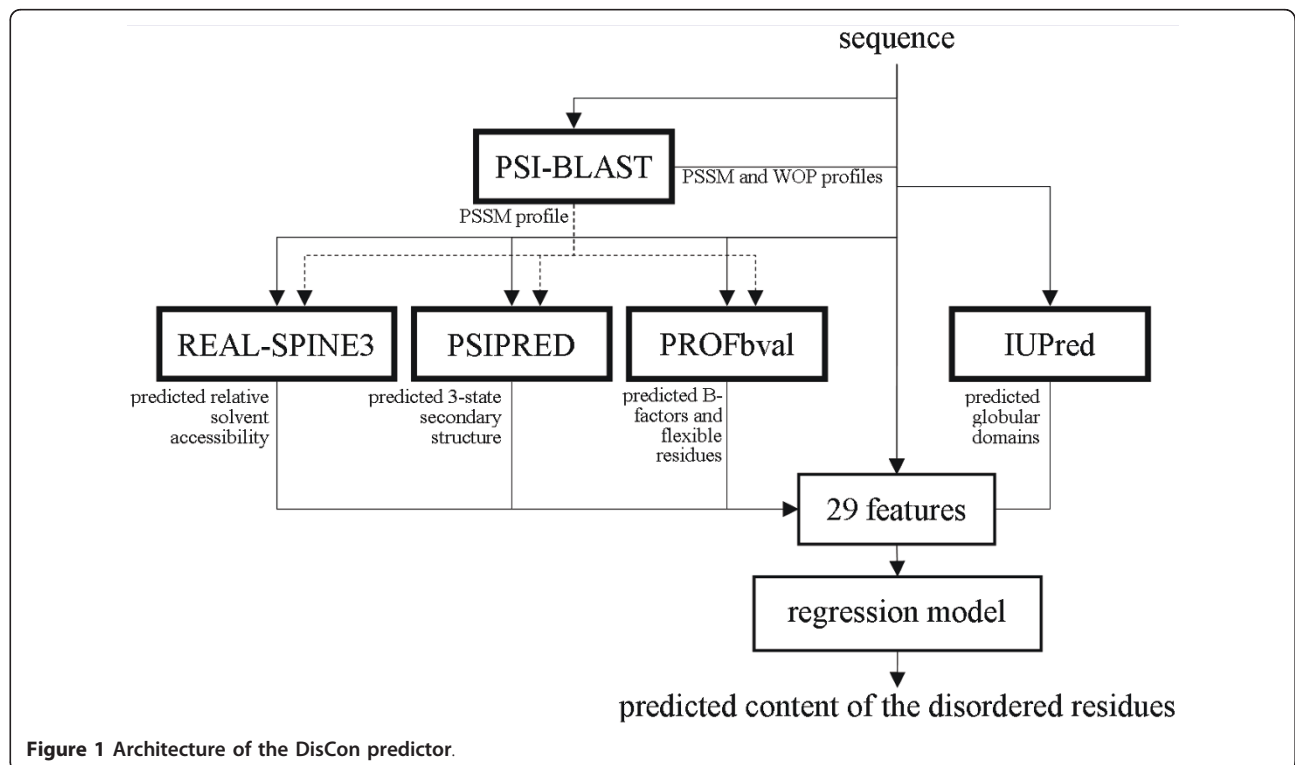 sequence
PSI-BLAST
PSSM and WOP profiles
PSSM profile
REAL-SPINE3
PSIPRED
PROFbval
IUPred
predicted relative
solvent
accessibility
predicted 3-state
secondary
structure
predicted B-
factors and
flexible
residues
predicted
globular
domains
29 features
regression model
predicted content of the disordered residues
Figure 1 Architecture of the DisCon predictor.